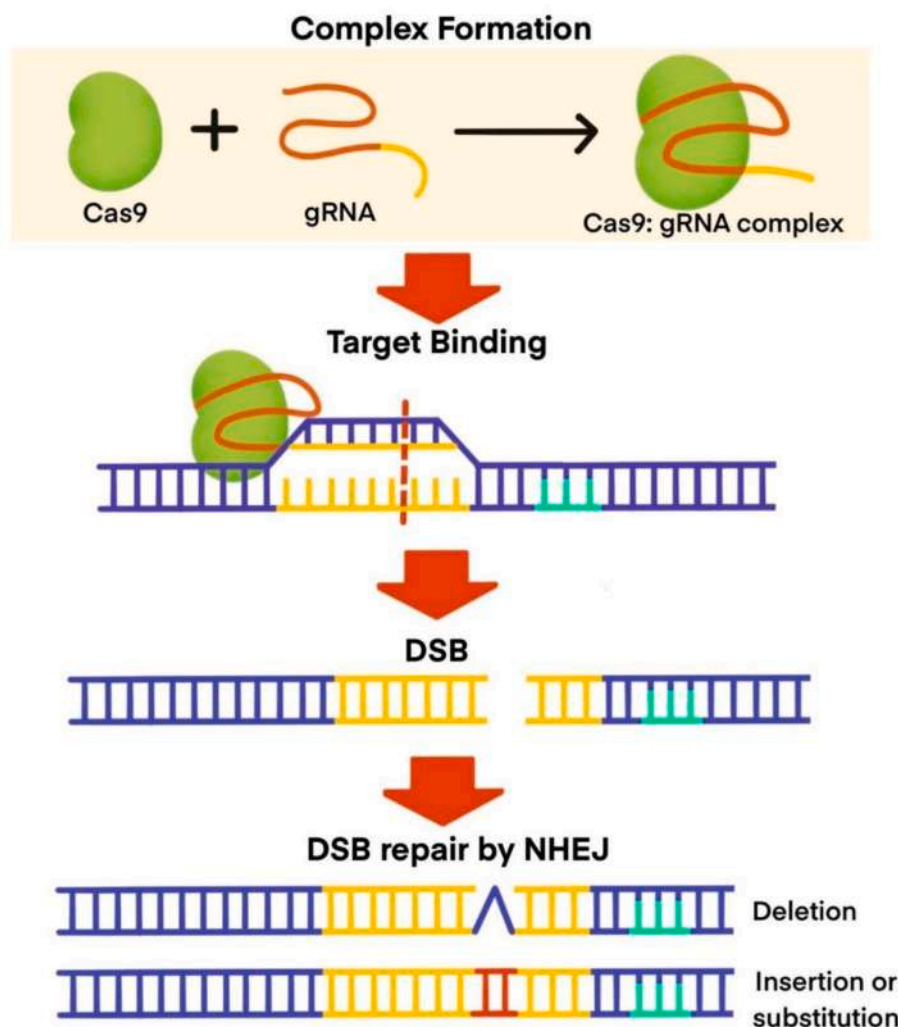 Complex Formation
Cas9
gRNA
Cas9: gRNA complex
Target Binding
DSB
DSB repair by NHEJ
Deletion
Insertion or
substitution